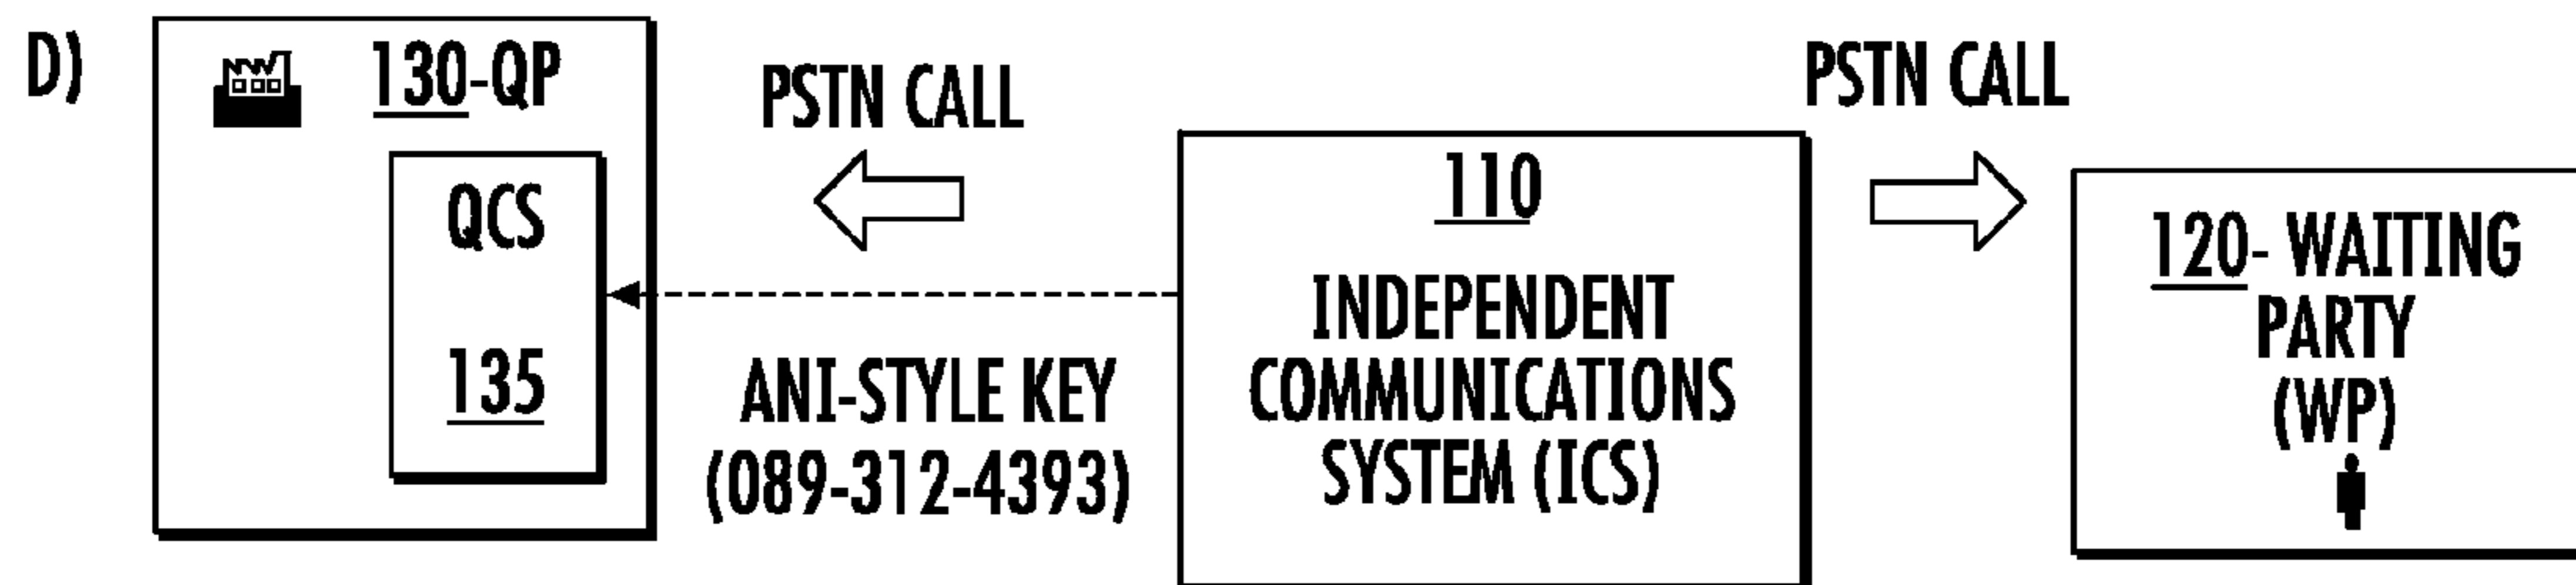 D)
130-QP
QCS
135
PSTN CALL
ANI-STYLE KEY
(089-312-4393)
110
INDEPENDENT
COMMUNICATIONS
SYSTEM (ICS)
PSTN CALL
120- WAITING
PARTY
(WP)